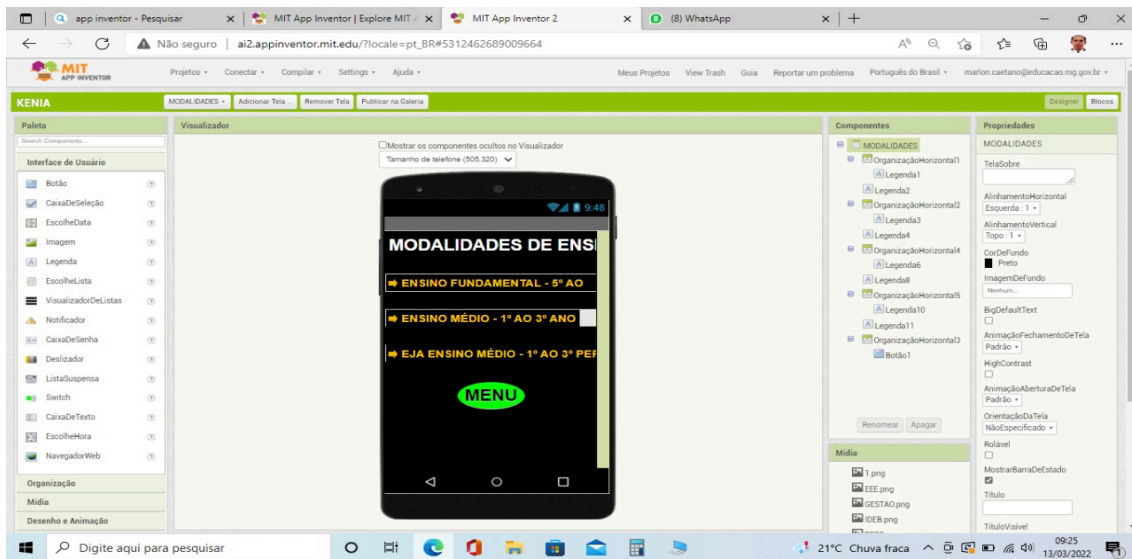 app inventor - Pesquisar
MIT App Inventor | Explore MIT A
MIT App Inventor 2
(8) WhatsApp
Não seguro
ai2.appinventor.mit.edu/?locale=pt_BR#5312462689009664
MIT
APP INVENTOR
Projetos
Conectar
Compilar
Settings
Ajuda
Meus Projetos
View Trash
Guia
Reportar um problema
Português do Brasil
marlon.caetano@educacao.mg.gov.br
KENIA
MODALIDADES
Adicionar Tela ...
Remover Tela
Publicar na Galeria
Designer
Blocos
Paleta
Search Components...
Interface de Usuário
Botão
CaixaDeSeleção
EscolheData
Imagem
Legenda
EscolheLista
VisualizadorDeListas
Notificador
CaixaDeSenha
Deslizador
ListaSuspensa
Switch
CaixaDeTexto
EscolheHora
NavegadorWeb
Organização
Mídia
Desenho e Animação
Visualizador
Mostrar os componentes ocultos no Visualizador
Tamanho de telefone (505,320)
9:48
MODALIDADES DE ENSI
ENSINO FUNDAMENTAL - 5º AO
ENSINO MÉDIO - 1º AO 3º ANO
EJA ENSINO MÉDIO - 1º AO 3º PER
MENU
Componentes
MODALIDADES
OrganizaçãoHorizontal1
Legenda1
Legenda2
OrganizaçãoHorizontal2
Legenda3
Legenda4
OrganizaçãoHorizontal4
Legenda6
Legenda8
OrganizaçãoHorizontal5
Legenda10
Legenda11
OrganizaçãoHorizontal3
Botão1
Renomear
Apagar
Mídia
1.png
EEE.png
GESTAO.png
IDEB.png
Propriedades
MODALIDADES
TelaSobre
AlinhamentoHorizontal
Esquerda : 1
AlinhamentoVertical
Topo : 1
CorDeFundo
Preto
ImagemDeFundo
Nenhum...
BigDefaultText
AnimaçãoFechamentoDeTela
Padrão
HighContrast
AnimaçãoAberturaDeTela
Padrão
OrientaçãoDaTela
NãoEspecificado
Rolável
MostrarBarraDeEstado
Título
TítuloVisível
Digite aqui para pesquisar
21°C Chuva fraca
09:25
13/03/2022